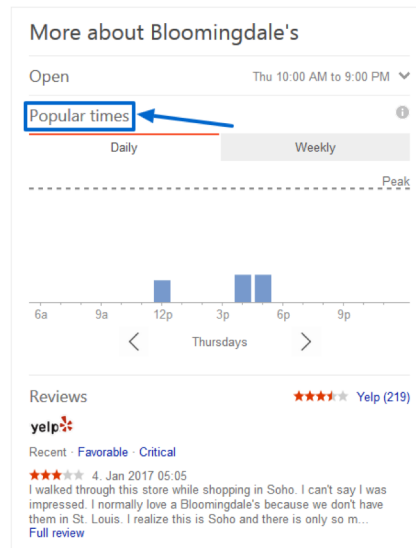 More about Bloomingdale's
Open Thu 10:00 AM to 9:00 PM
Popular times
Daily Weekly
Peak
6a 9a 12p 3p 6p 9p
Thursdays
Reviews Yelp (219)
yelp
Recent · Favorable · Critical
4. Jan 2017 05:05
I walked through this store while shopping in Soho. I can't say I was
impressed. I normally love a Bloomingdale's because we don't have
them in St. Louis. I realize this is Soho and there is only so m...
Full review